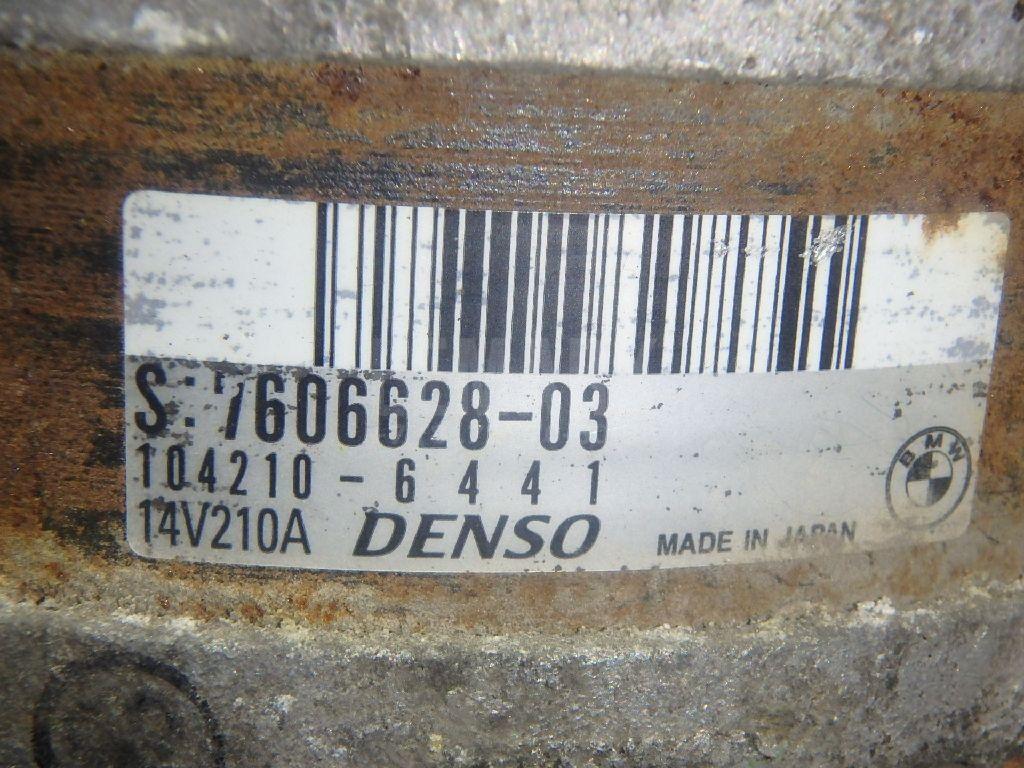 S: 7606628-03
104210-6441
14V210A DENSO MADE IN JAPAN
BMW